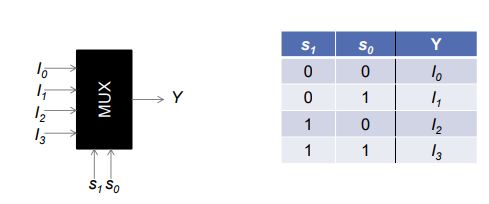 I0
I1
I2
I3
MUX
Y
s1 s0
s1 s0 Y
0 0 I0
0 1 I1
1 0 I2
1 1 I3